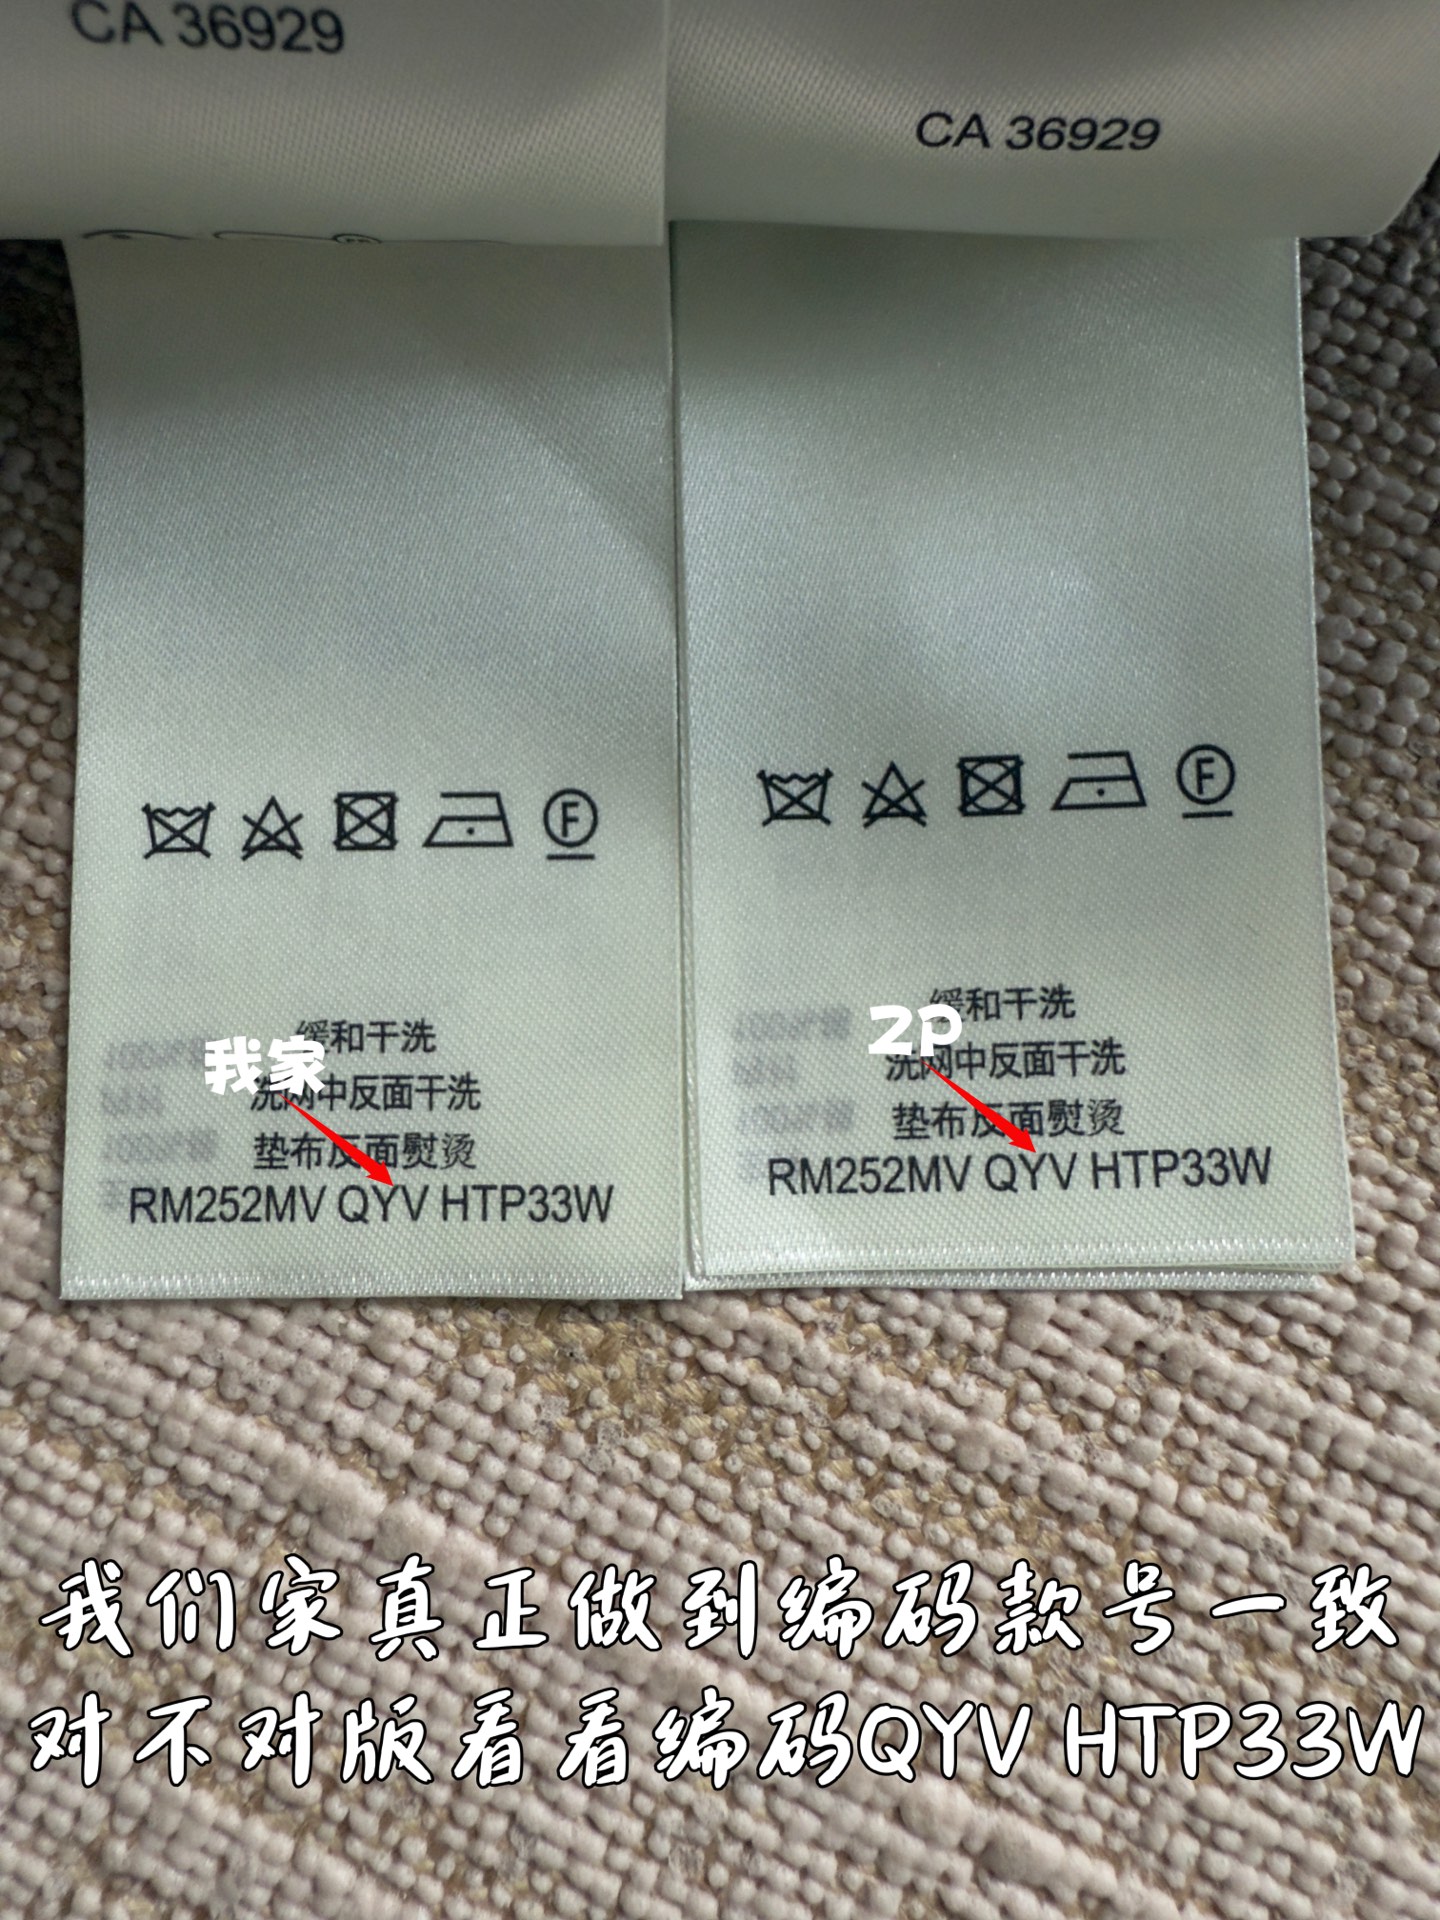 CA 36929
CA 36929
F
F
缓和干洗
洗网中反面干洗
垫布反面熨烫
RM252MV QYV HTP33W
我家
缓和干洗
洗网中反面干洗
垫布反面熨烫
RM252MV QYV HTP33W
2P
我们家真正做到编码款号一致
对不对版看看编码QYV HTP33W